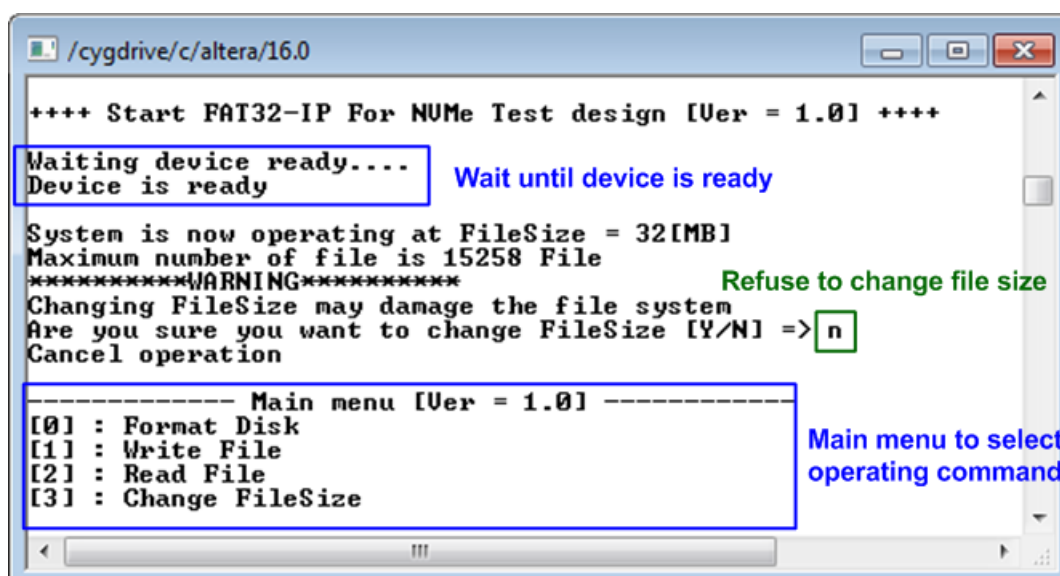 /cygdrive/c/altera/16.0
++++ Start FAT32-IP For NVMe Test design [Ver = 1.0] ++++
Waiting device ready....
Device is ready
Wait until device is ready
System is now operating at FileSize = 32[MB]
Maximum number of file is 15258 File
**********WARNING**********
Refuse to change file size
Changing FileSize may damage the file system
Are you sure you want to change FileSize [Y/N] => n
Cancel operation
------------- Main menu [Ver = 1.0] ------------
[0] : Format Disk
[1] : Write File
[2] : Read File
[3] : Change FileSize
Main menu to select
operating command